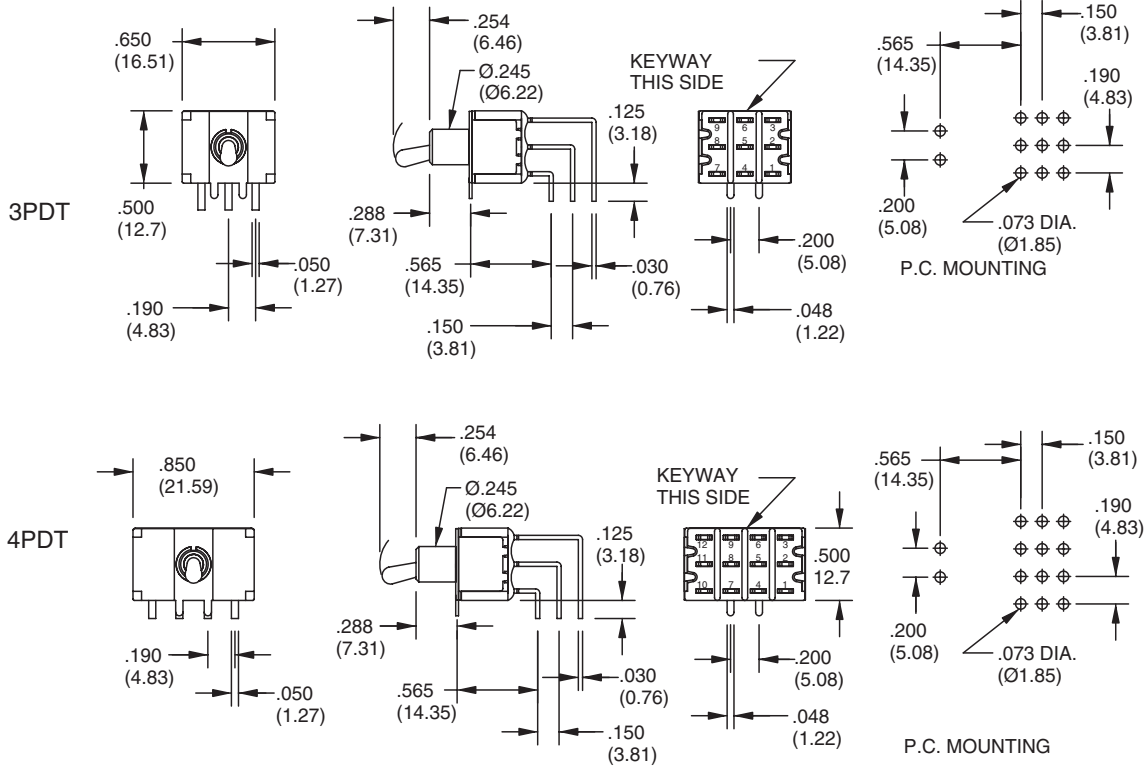 3PDT
.650
(16.51)
.500
(12.7)
.050
(1.27)
.190
(4.83)
.254
(6.46)
Ø.245
(Ø6.22)
.125
(3.18)
.288
(7.31)
.565
(14.35)
.030
(0.76)
.150
(3.81)
KEYWAY
THIS SIDE
9 6 3
8 5 2
7 4 1
.200
(5.08)
.048
(1.22)
.565
(14.35)
.150
(3.81)
.190
(4.83)
.200
(5.08)
.073 DIA.
(Ø1.85)
P.C. MOUNTING
4PDT
.850
(21.59)
.190
(4.83)
.050
(1.27)
.254
(6.46)
Ø.245
(Ø6.22)
.125
(3.18)
.288
(7.31)
.565
(14.35)
.030
(0.76)
.150
(3.81)
KEYWAY
THIS SIDE
12 9 6 3
11 8 5 2
10 7 4 1
.500
12.7
.200
(5.08)
.048
(1.22)
.565
(14.35)
.150
(3.81)
.190
(4.83)
.200
(5.08)
.073 DIA.
(Ø1.85)
P.C. MOUNTING